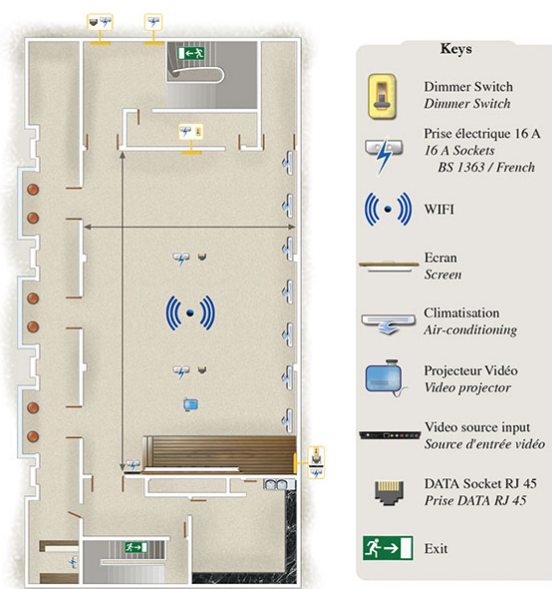 Keys
Dimmer Switch
Dimmer Switch
Prise électrique 16 A
16 A Sockets
BS 1363 / French
WIFI
Ecran
Screen
Climatisation
Air-conditioning
Projecteur Vidéo
Video projector
Video source input
Source d'entrée vidéo
DATA Socket RJ 45
Prise DATA RJ 45
Exit